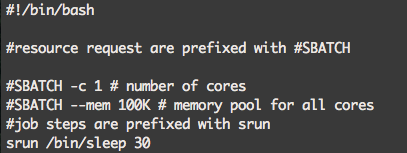 #!/bin/bash
#resource request are prefixed with #SBATCH
#SBATCH -c 1 # number of cores
#SBATCH --mem 100K # memory pool for all cores
#job steps are prefixed with srun
srun /bin/sleep 30